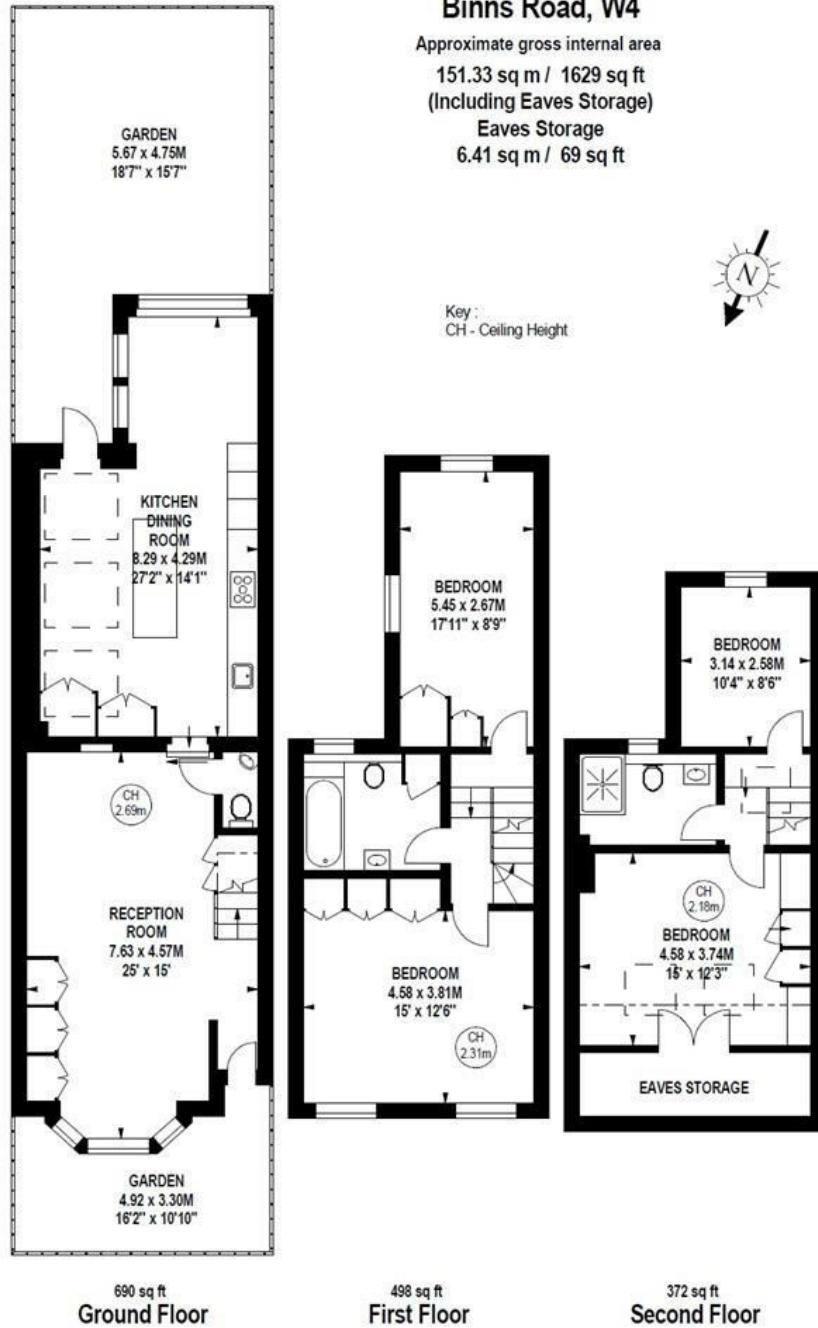 Binns Road, W4
Approximate gross internal area
151.33 sq m / 1629 sq ft
(Including Eaves Storage)
Eaves Storage
6.41 sq m / 69 sq ft
N
Key :
CH - Ceiling Height
GARDEN
5.67 x 4.75M
18'7" x 15'7"
KITCHEN
DINING
ROOM
8.29 x 4.29M
27'2" x 14'1"
CH
2.69m
RECEPTION
ROOM
7.63 x 4.57M
25' x 15'
GARDEN
4.92 x 3.30M
16'2" x 10'10"
690 sq ft
Ground Floor
BEDROOM
5.45 x 2.67M
17'11" x 8'9"
BEDROOM
4.58 x 3.81M
15' x 12'6"
CH
2.31m
498 sq ft
First Floor
BEDROOM
3.14 x 2.58M
10'4" x 8'6"
CH
2.18m
BEDROOM
4.58 x 3.74M
15' x 12'3"
EAVES STORAGE
372 sq ft
Second Floor